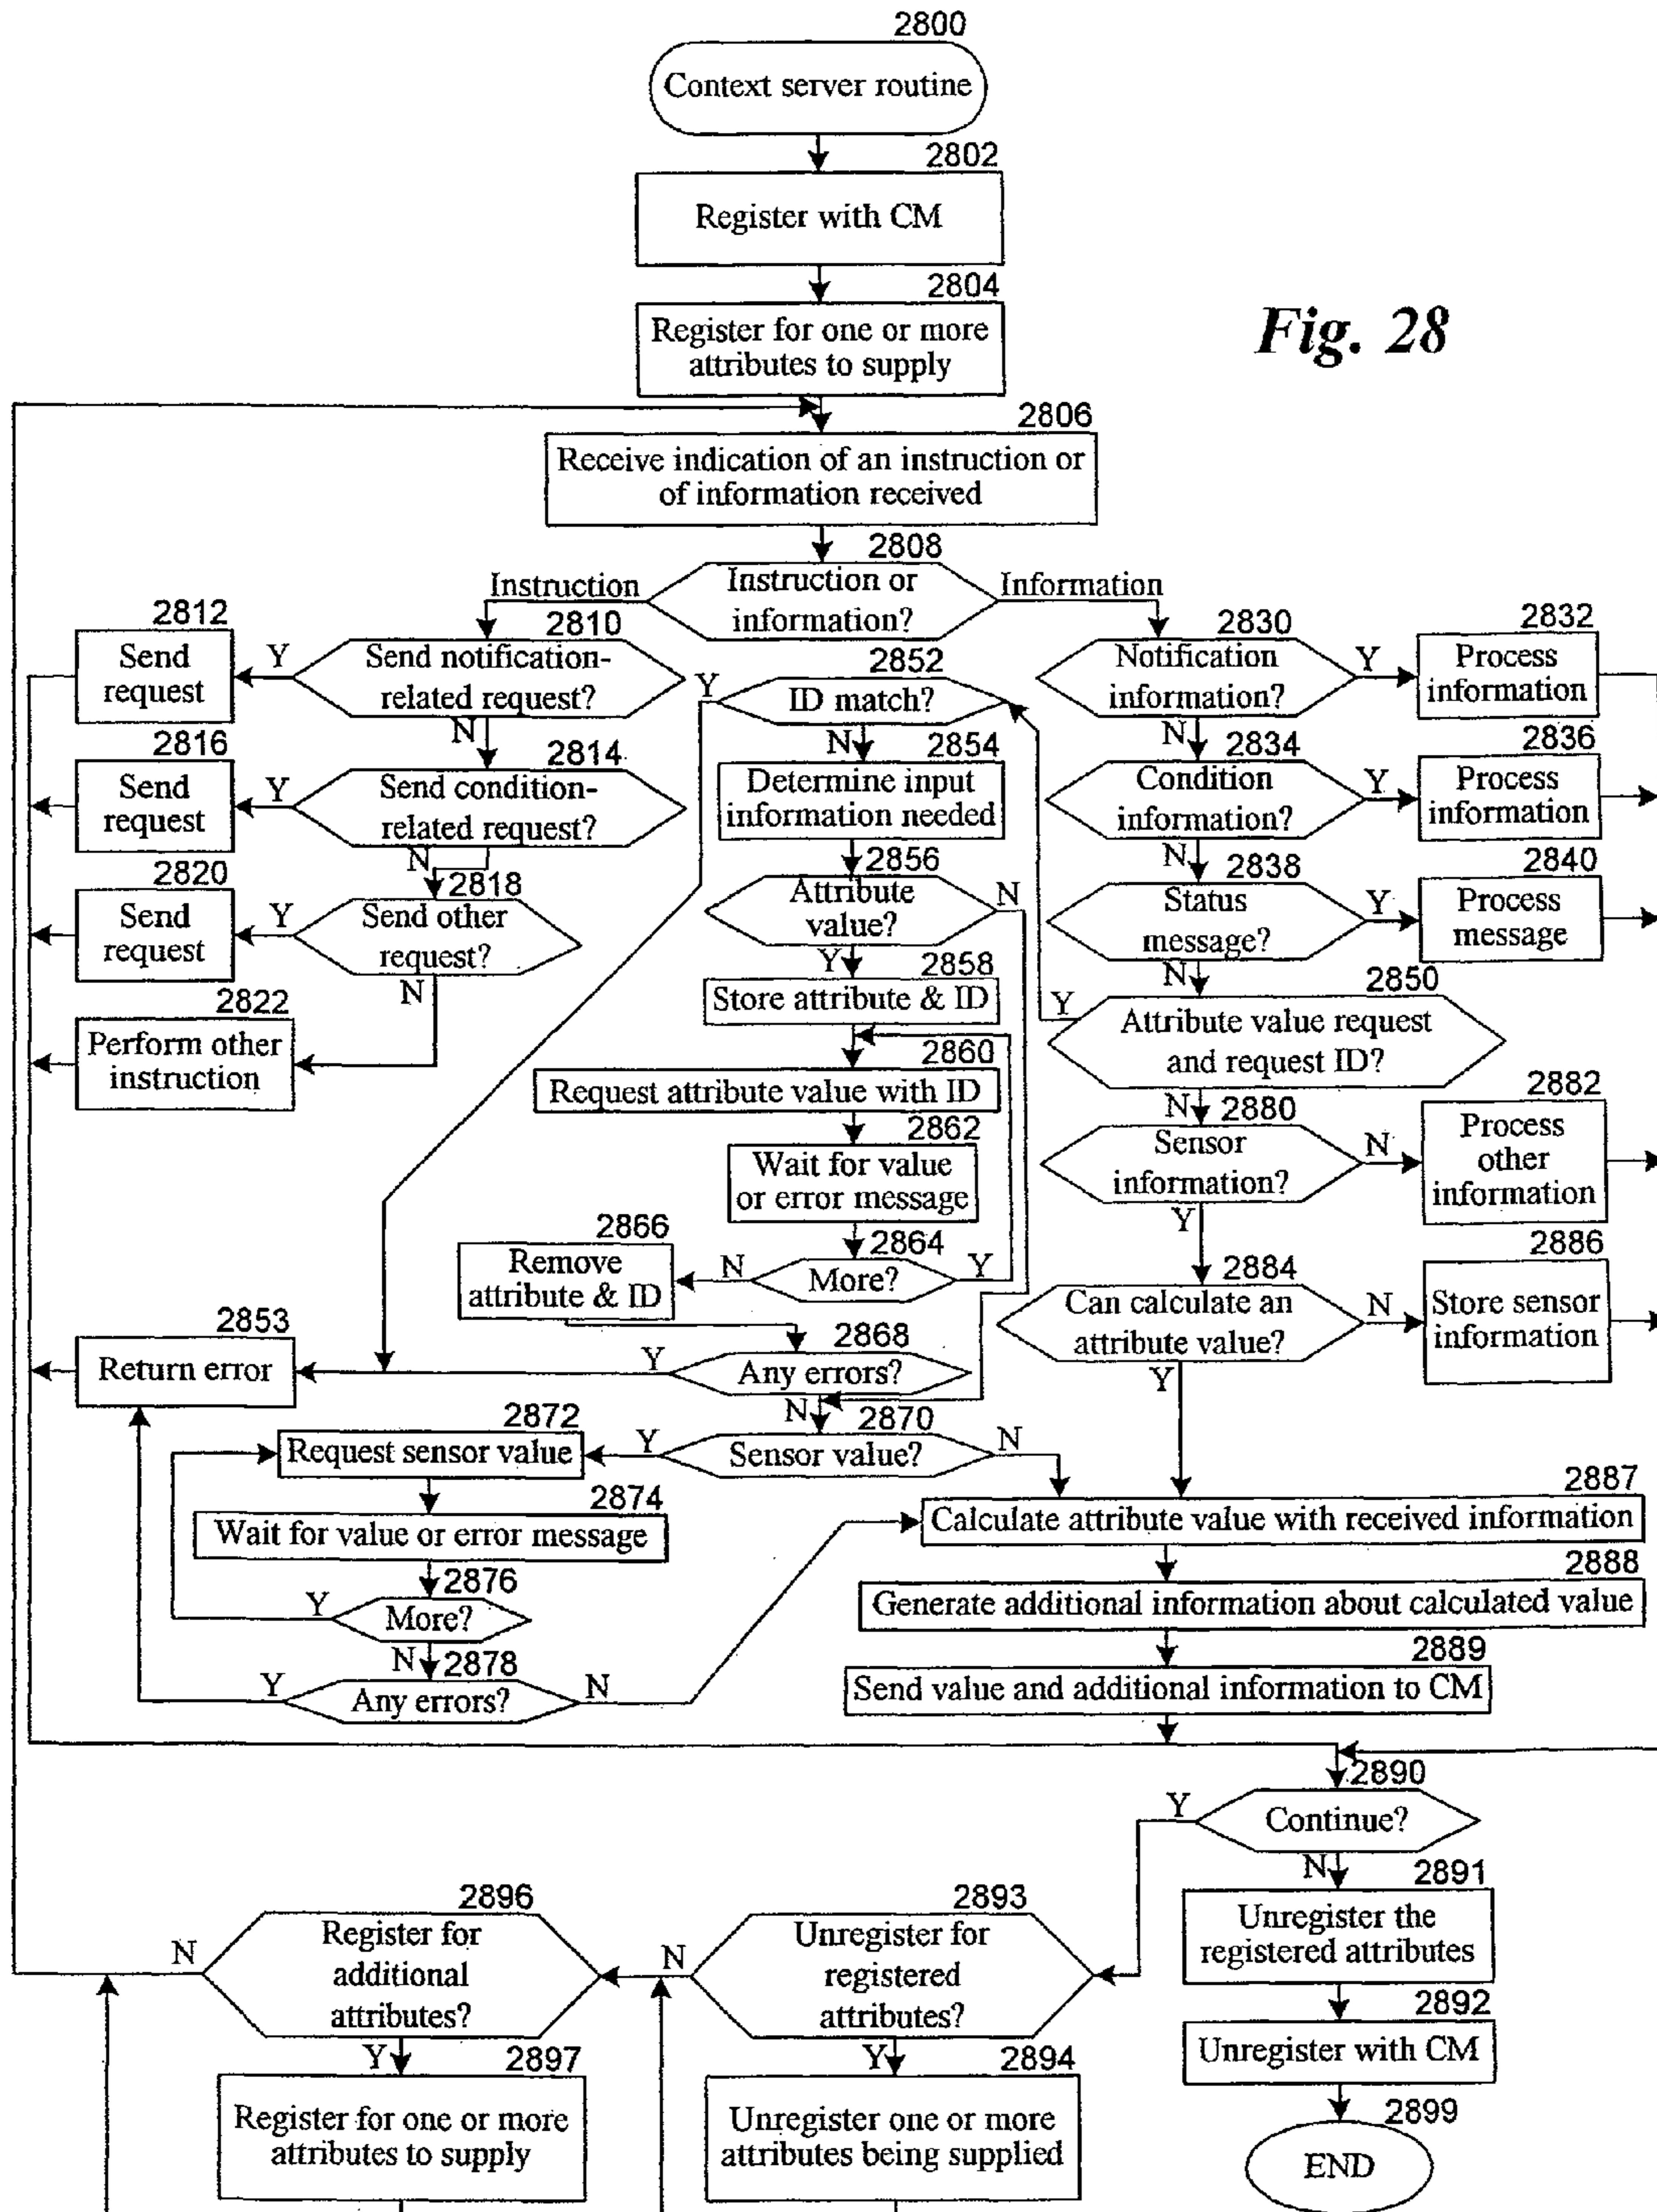 2800
Context server routine
2802
Register with CM
2804
Register for one or more
attributes to supply
Fig. 28
2806
Receive indication of an instruction or
of information received
2808
Instruction or
information?
Instruction
Information
2810
Send notification-
related request?
Y
N
2812
Send
request
2814
Send condition-
related request?
Y
N
2816
Send
request
2818
Send other
request?
Y
N
2820
Send
request
2822
Perform other
instruction
2852
ID match?
Y
N
2854
Determine input
information needed
2856
Attribute
value?
N
Y
2858
Store attribute & ID
2860
Request attribute value with ID
2862
Wait for value
or error message
2864
More?
N
Y
2866
Remove
attribute & ID
2868
Any errors?
Y
N
2853
Return error
2870
Sensor value?
Y
N
2872
Request sensor value
2874
Wait for value or error message
2876
More?
Y
N
2878
Any errors?
Y
N
2830
Notification
information?
Y
N
2832
Process
information
2834
Condition
information?
Y
N
2836
Process
information
2838
Status
message?
Y
N
2840
Process
message
2850
Attribute value request
and request ID?
Y
N
2880
Sensor
information?
N
Y
2882
Process
other
information
2884
Can calculate an
attribute value?
N
Y
2886
Store sensor
information
2887
Calculate attribute value with received information
2888
Generate additional information about calculated value
2889
Send value and additional information to CM
2890
Continue?
Y
N
2891
Unregister the
registered attributes
2892
Unregister with CM
2899
END
2893
Unregister for
registered
attributes?
N
Y
2894
Unregister one or more
attributes being supplied
2896
Register for
additional
attributes?
N
Y
2897
Register for one or more
attributes to supply